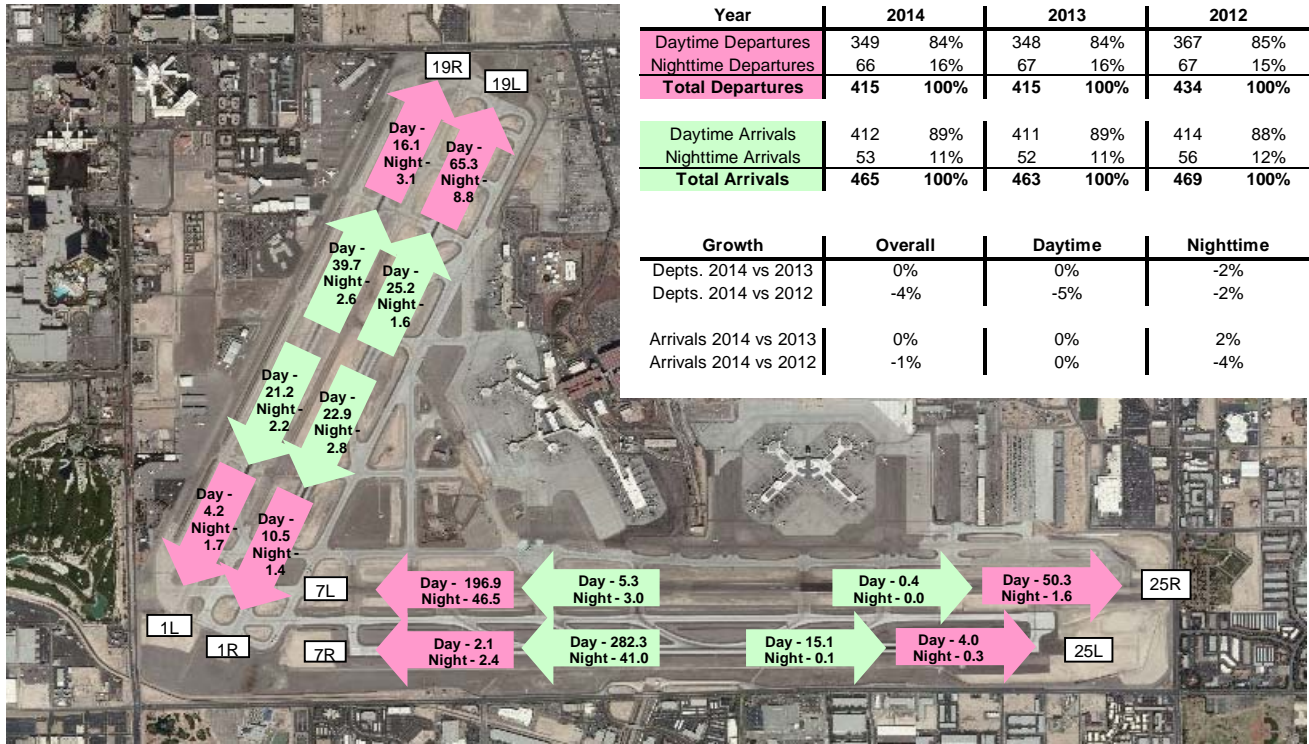 Year 2014 2013 2012
Daytime Departures 349 84% 348 84% 367 85%
Nighttime Departures 66 16% 67 16% 67 15%
Total Departures 415 100% 415 100% 434 100%
Daytime Arrivals 412 89% 411 89% 414 88%
Nighttime Arrivals 53 11% 52 11% 56 12%
Total Arrivals 465 100% 463 100% 469 100%
Growth Overall Daytime Nighttime
Depts. 2014 vs 2013 0% 0% -2%
Depts. 2014 vs 2012 -4% -5% -2%
Arrivals 2014 vs 2013 0% 0% 2%
Arrivals 2014 vs 2012 -1% 0% -4%
19R
19L
Day -
16.1
Night -
3.1
Day -
65.3
Night -
8.8
Day -
39.7
Night -
2.6
Day -
25.2
Night -
1.6
Day -
21.2
Night -
2.2
Day -
22.9
Night -
2.8
Day -
4.2
Night -
1.7
Day -
10.5
Night -
1.4
1L
1R
7L
7R
Day - 196.9
Night - 46.5
Day - 5.3
Night - 3.0
Day - 0.4
Night - 0.0
Day - 50.3
Night - 1.6
25R
Day - 2.1
Night - 2.4
Day - 282.3
Night - 41.0
Day - 15.1
Night - 0.1
Day - 4.0
Night - 0.3
25L